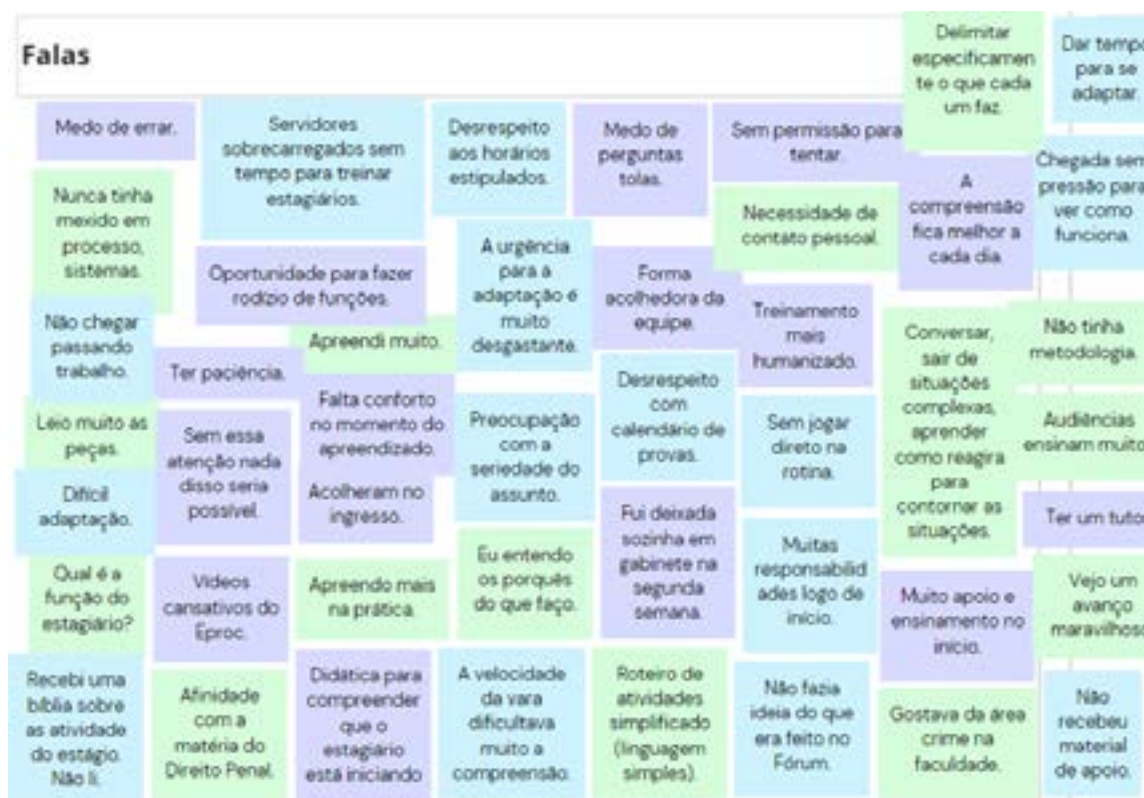 Falas
Delimitar
especificamen
te o que cada
um faz.
Dar tempo
para se
adaptar.
Medo de errar.
Servidores
sobrecarregados sem
tempo para treinar
estagiários.
Desrespeito
aos horários
estipulados.
Medo de
perguntas
tolas.
Sem permissão para
tentar.
Nunca tinha
mexido em
processo,
sistemas.
Necessidade de
contato pessoal.
A
compreensão
fica melhor a
cada dia.
Chegada sem
pressão para
ver como
funciona.
Oportunidade para fazer
rodízio de funções.
A urgência
para a
adaptação é
muito
desgastante.
Forma
acolhedora da
equipe.
Treinamento
mais
humanizado.
Não chegar
passando
trabalho.
Ter paciência.
Apreendi muito.
Conversar,
sair de
situações
complexas,
aprender
como reagira
para
contornar as
situações.
Não tinha
metodologia.
Leio muito as
peças.
Sem essa
atenção nada
disso seria
possível.
Falta conforto
no momento do
apreendizado.
Preocupação
com a
seriedade do
assunto.
Desrespeito
com
calendário de
provas.
Sem jogar
direto na
rotina.
Audiências
ensinam muito
Difícil
adaptação.
Acolheram no
ingresso.
Fui deixada
sozinha em
gabinete na
segunda
semana.
Muitas
responsabilid
ades logo de
início.
Ter um tuto
Qual é a
função do
estagiário?
Vídeos
cansativos do
Eproc.
Apreendo mais
na prática.
Eu entendo
os porquês
do que faço.
Muito apoio e
ensinamento no
início.
Vejo um
avanço
maravilhoso
Recebi uma
bíblia sobre
as atividade
do estágio.
Não li.
Afinidade
com a
matéria do
Direito Penal.
Didática para
compreender
que o
estagiário
está iniciando
A velocidade
da vara
dificultava
muito a
compreensão.
Roteiro de
atividades
simplificado
(linguagem
simples).
Não fazia
ideia do que
era feito no
Fórum.
Gostava da área
crime na
faculdade.
Não
recebeu
material
de apoio.